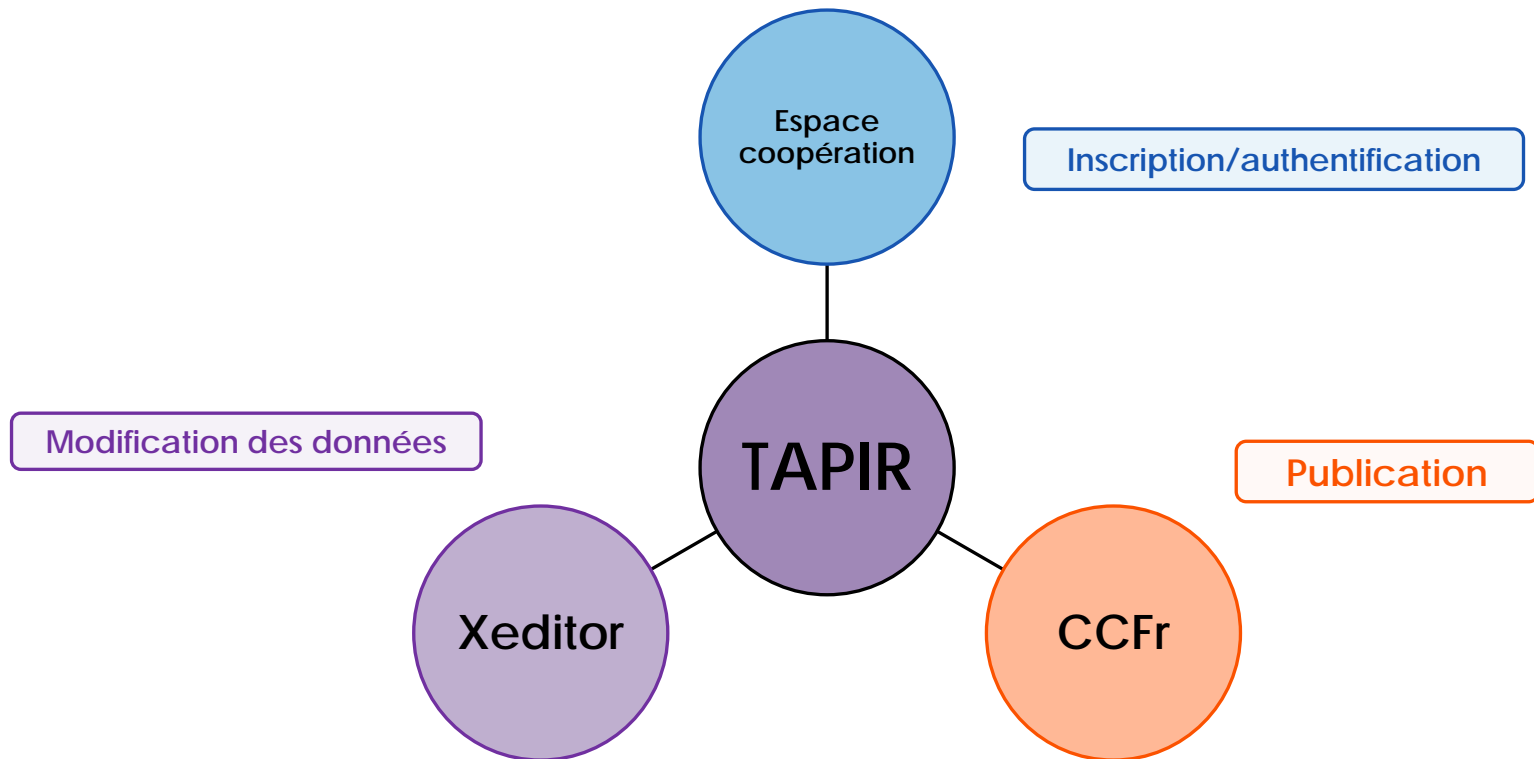 Espace
coopération
Inscription/authentification
Modification des données
TAPIR
Publication
Xeditor
CCFr